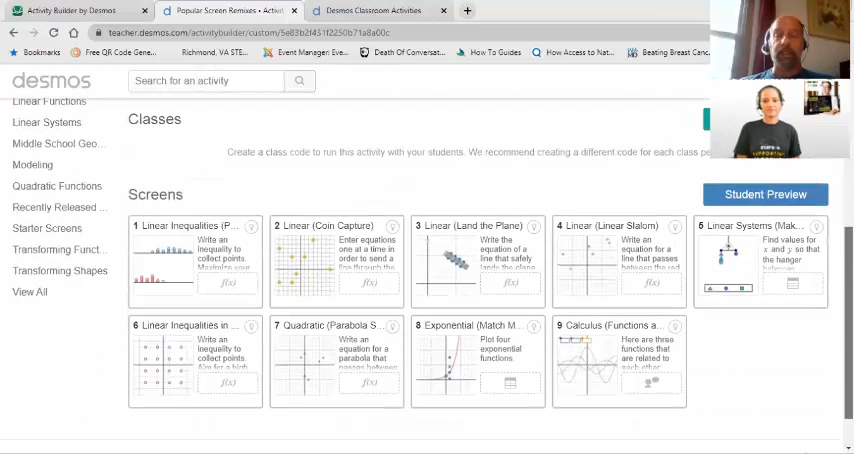 Activity Builder by Desmos
Popular Screen Remixes • Activi
Desmos Classroom Activities
teacher.desmos.com/activitybuilder/custom/5e83b2f431f2250b71a8a00c
Bookmarks
Free QR Code Gene...
Richmond, VA STE...
Event Manager: Eve...
Death Of Conversat...
How To Guides
How Access to Nat...
Beating Breast Canc...
desmos
Search for an activity
Linear Functions
Linear Systems
Middle School Geo...
Modeling
Quadratic Functions
Recently Released ...
Starter Screens
Transforming Funct...
Transforming Shapes
View All
Classes
Create a class code to run this activity with your students. We recommend creating a different code for each class pe
Screens
Student Preview
1 Linear Inequalities (P...
Write an
inequality to
collect points.
Maximize your
f(x)
2 Linear (Coin Capture)
Enter equations
one at a time in
order to send a
line through the
f(x)
3 Linear (Land the Plane)
Write the
equation of a
line that safely
lands the plane
f(x)
4 Linear (Linear Slalom)
Write an
equation for a
line that passes
between the red
f(x)
5 Linear Systems (Mak...
Find values for
x and y so that
the hanger
balances
6 Linear Inequalities in ...
Write an
inequality to
collect points.
Aim for a high
f(x)
7 Quadratic (Parabola S...
Write an
equation for a
parabola that
passes between
f(x)
8 Exponential (Match M...
Plot four
exponential
functions.
9 Calculus (Functions a...
Here are three
functions that
are related to
each other.